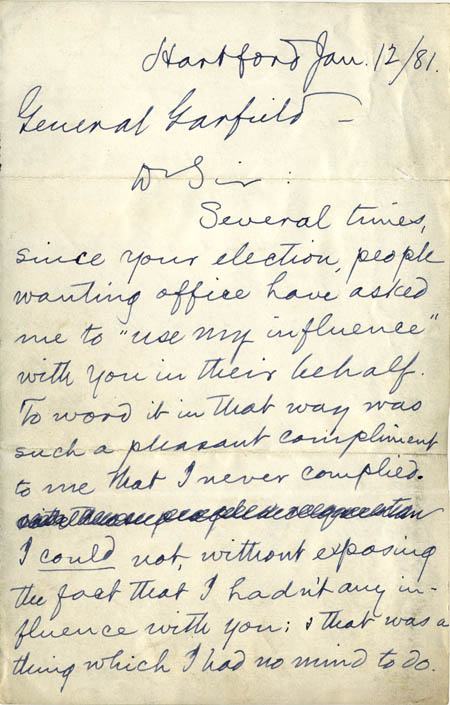 Hartford Jan. 12/81.
General Garfield —
Dr Sir:
Several times,
since your election, people
wanting office have asked
me to "use my influence"
with you in their behalf.
To word it in that way was
such a pleasant compliment
to me that I never complied.
I could not, without exposing
the fact that I hadn't any in-
fluence with you; & that was a
thing which I had no mind to do.